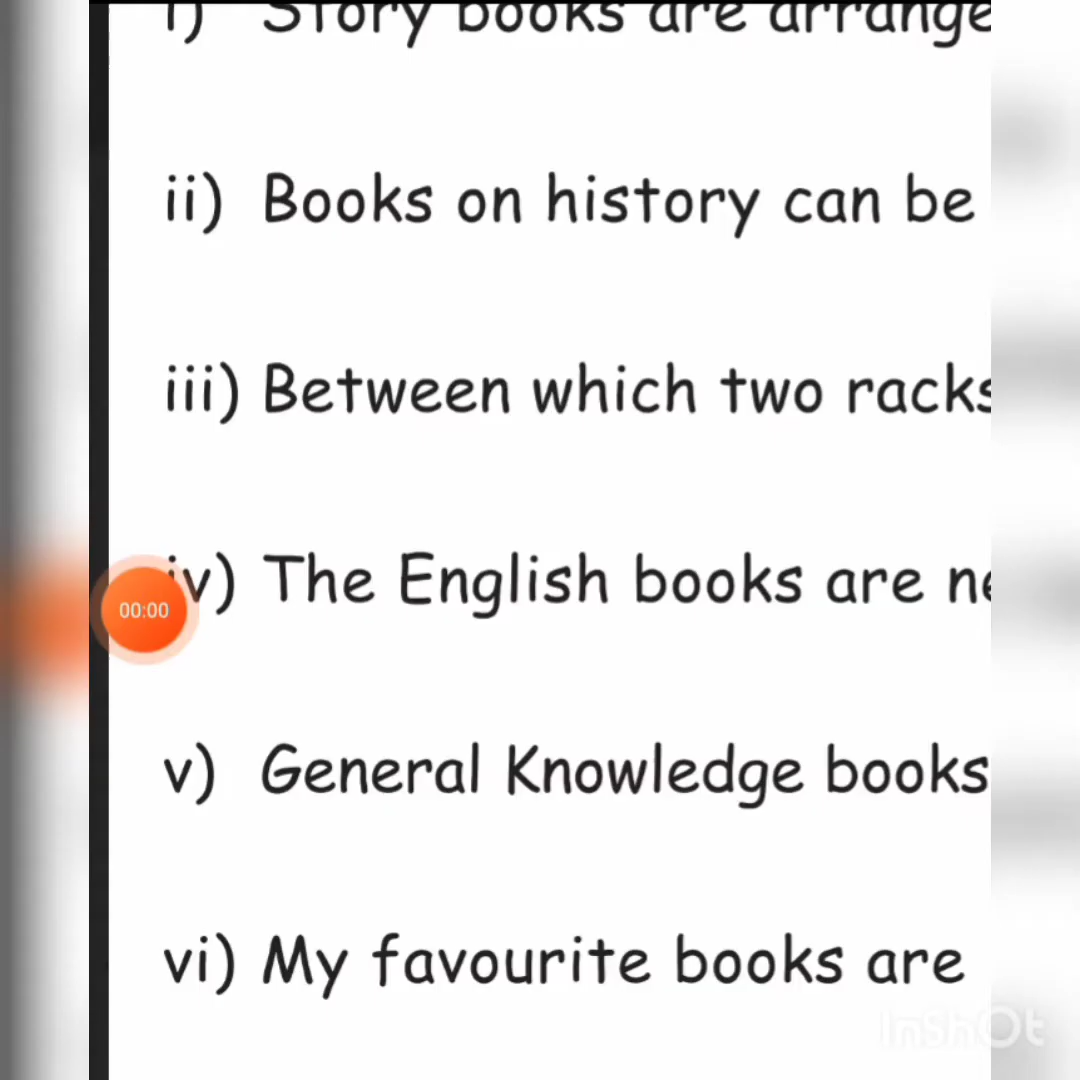 i) Story books are arrange
ii) Books on history can be
iii) Between which two racks
iv) The English books are ne
00:00
v) General Knowledge books
vi) My favourite books are
InShOt